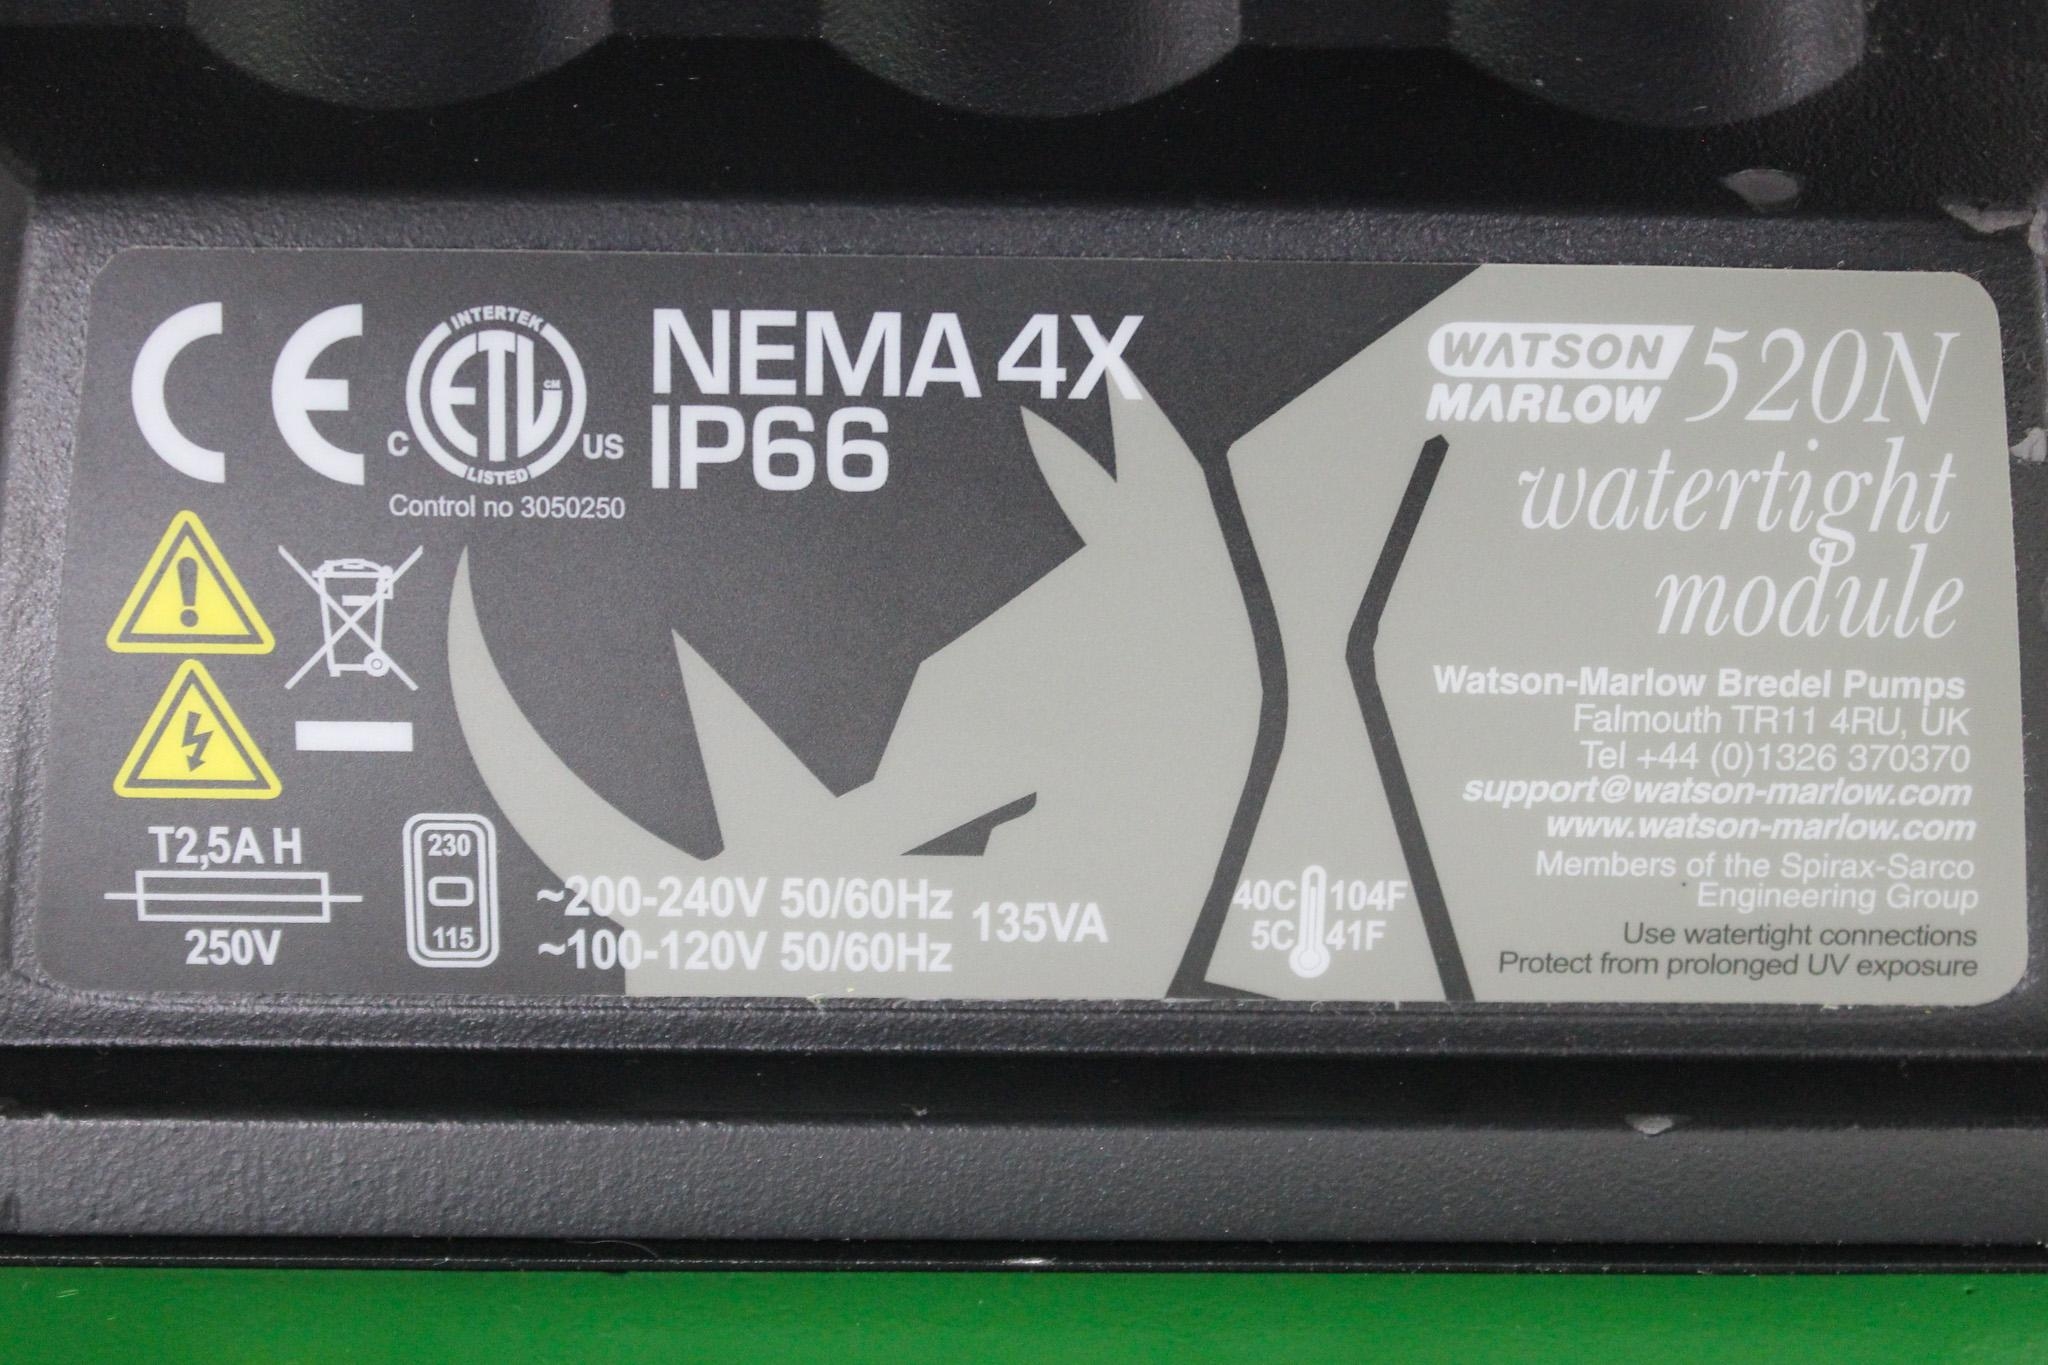 CE
INTERTEK
ETL CM
C US
LISTED
Control no 3050250
NEMA 4X
IP66
T2,5A H
250V
230
115
~200-240V 50/60Hz
~100-120V 50/60Hz
135VA
40C 104F
5C 41F
WATSON
MARLOW
520N
watertight
module
Watson-Marlow Bredel Pumps
Falmouth TR11 4RU, UK
Tel +44 (0)1326 370370
support@watson-marlow.com
www.watson-marlow.com
Members of the Spirax-Sarco
Engineering Group
Use watertight connections
Protect from prolonged UV exposure